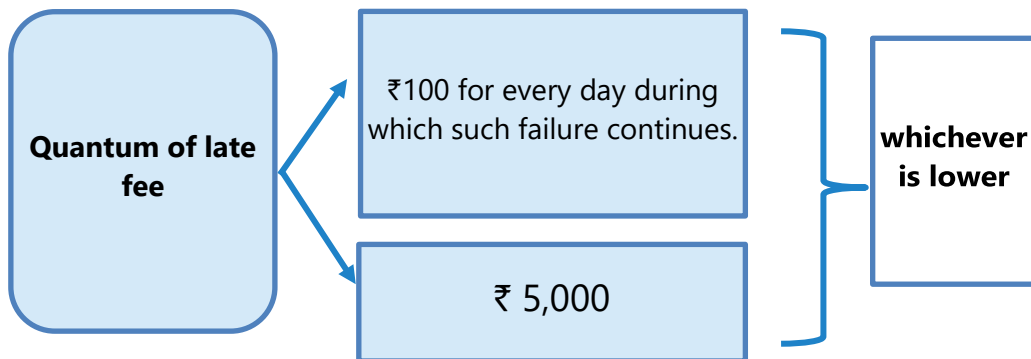 Quantum of late
fee
₹100 for every day during
which such failure continues.
₹ 5,000
whichever
is lower